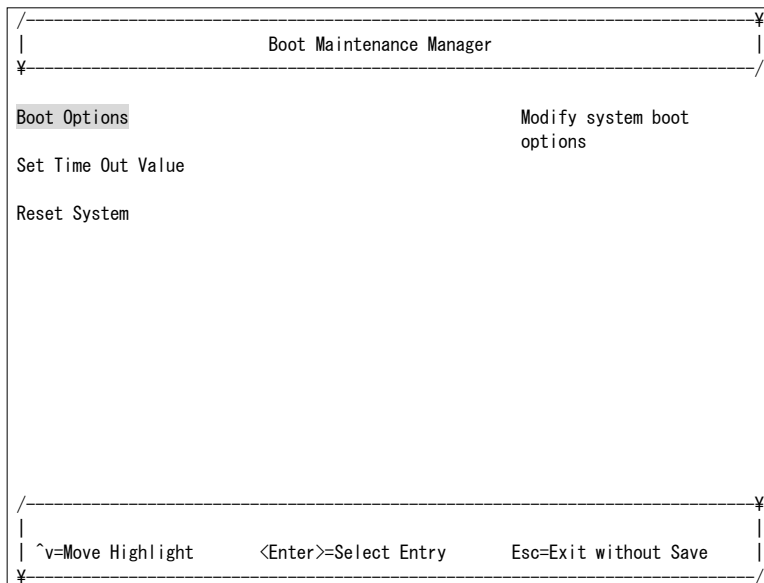 /------------------------------------------------------------------------------¥
| Boot Maintenance Manager |
¥------------------------------------------------------------------------------/
Boot Options Modify system boot
options
Set Time Out Value
Reset System
/------------------------------------------------------------------------------¥
| |
| ^v=Move Highlight <Enter>=Select Entry Esc=Exit without Save |
¥------------------------------------------------------------------------------/